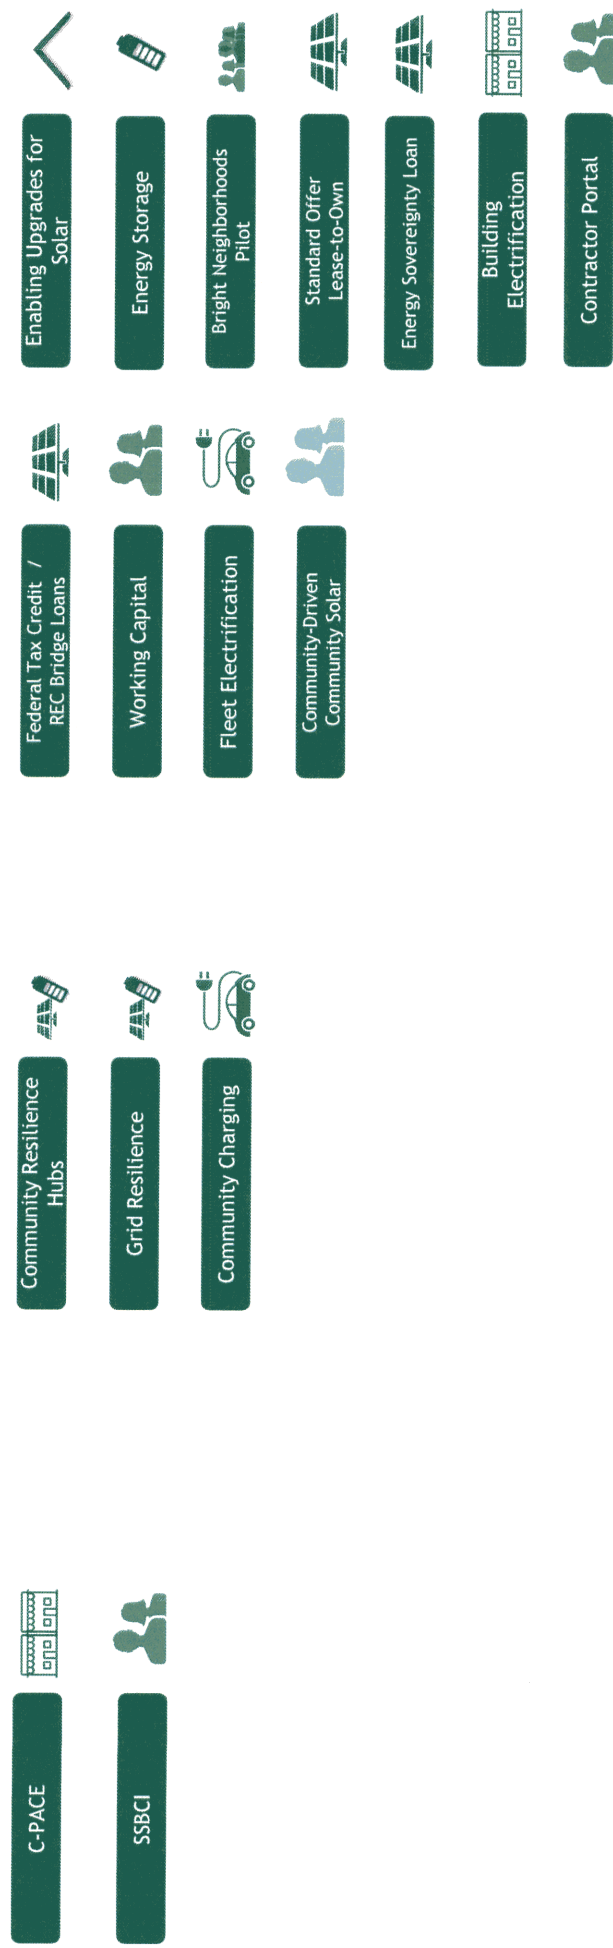 C-PACE
SSBCI
Community Resilience
Hubs
Grid Resilience
Community Charging
Federal Tax Credit /
REC Bridge Loans
Working Capital
Fleet Electrification
Community-Driven
Community Solar
Enabling Upgrades for
Solar
Energy Storage
Bright Neighborhoods
Pilot
Standard Offer
Lease-to-Own
Energy Sovereignty Loan
Building
Electrification
Contractor Portal